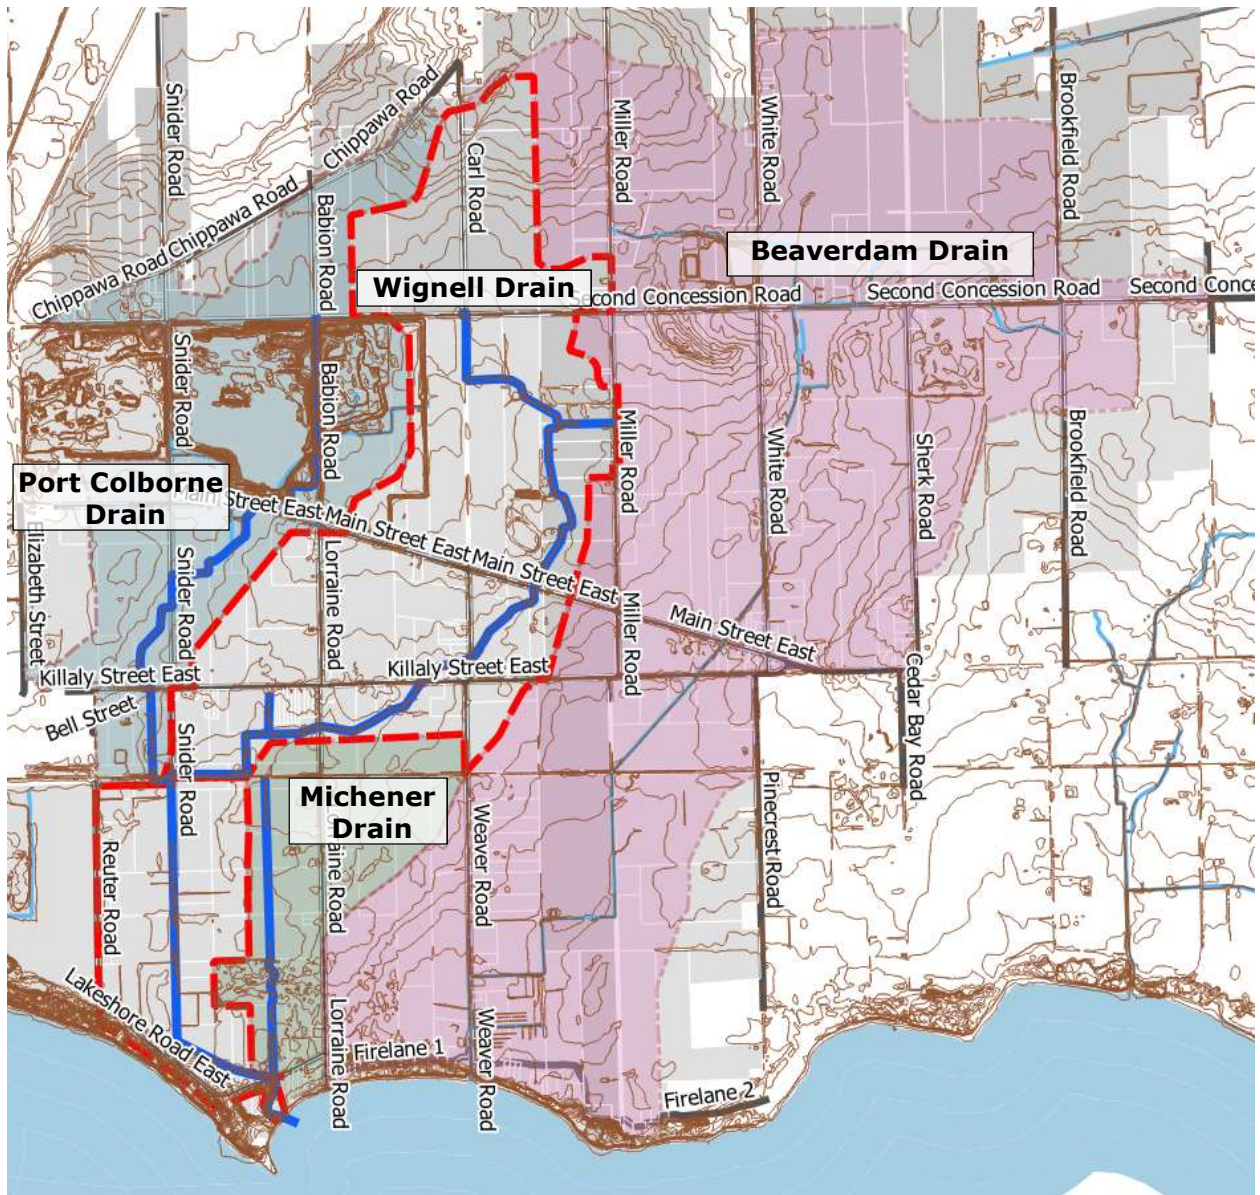 Snider Road
Chippawa Road
Chippawa Road
Chippawa Road
Babion Road
Carl Road
Miller Road
White Road
Brookfield Road
Beaverdam Drain
Wignell Drain
Second Concession Road
Second Concession Road
Second Conce
Snider Road
Babion Road
Miller Road
White Road
Sherk Road
Brookfield Road
Port Colborne
Drain
Main Street East
Main Street East
Main Street East
Main Street East
Elizabeth Street
Snider Road
Lorraine Road
Miller Road
Killaly Street East
Killaly Street East
Cedar Bay Road
Bell Street
Snider Road
Michener
Drain
aine Road
Weaver Road
Pinecrest Road
Reuter Road
Lakeshore Road East
Lorraine Road
Firelane 1
Weaver Road
Firelane 2